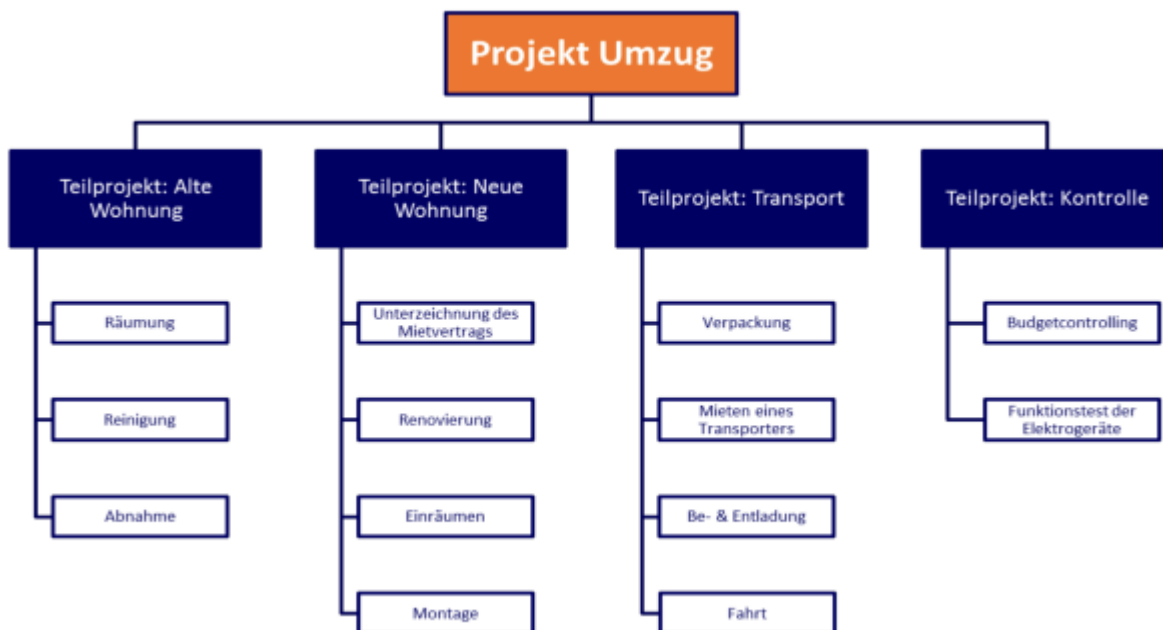 Projekt Umzug
Teilprojekt: Alte
Wohnung
Räumung
Reinigung
Abnahme
Teilprojekt: Neue
Wohnung
Unterzeichnung des
Mietvertrags
Renovierung
Einräumen
Montage
Teilprojekt: Transport
Verpackung
Mieten eines
Transporters
Be- & Entladung
Fahrt
Teilprojekt: Kontrolle
Budgetcontrolling
Funktionstest der
Elektrogeräte